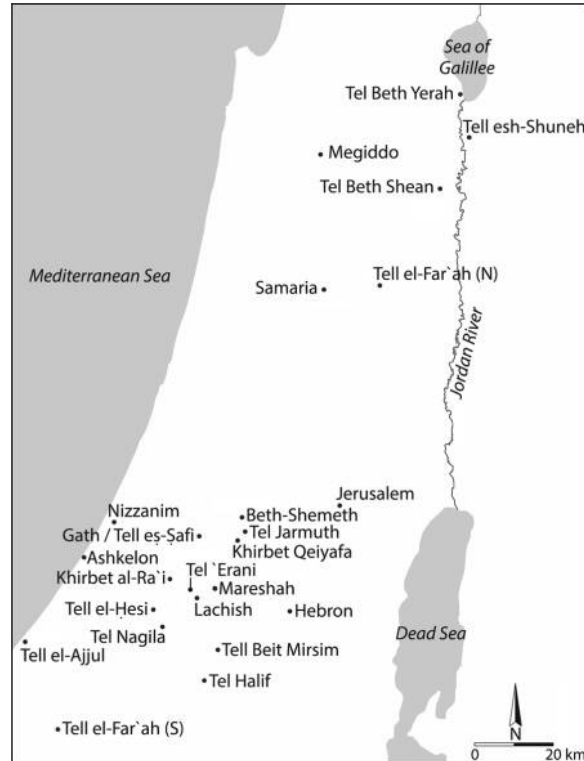 Sea of
Galillee
Tel Beth Yerah
Tell esh-Shuneh
Megiddo
Tel Beth Shean
Mediterranean Sea
Tell el-Far`ah (N)
Samaria
Jordan River
Jerusalem
Nizzanim
Beth-Shemeth
Gath / Tell eṣ-Ṣafi
Tel Jarmuth
Khirbet Qeiyafa
Ashkelon
Tel `Erani
Khirbet al-Ra`i
Mareshah
Lachish
Tell el-Ḥesi
Hebron
Tel Nagila
Dead Sea
Tell el-Ajjul
Tell Beit Mirsim
Tel Halif
Tell el-Far`ah (S)
N
0 20 km